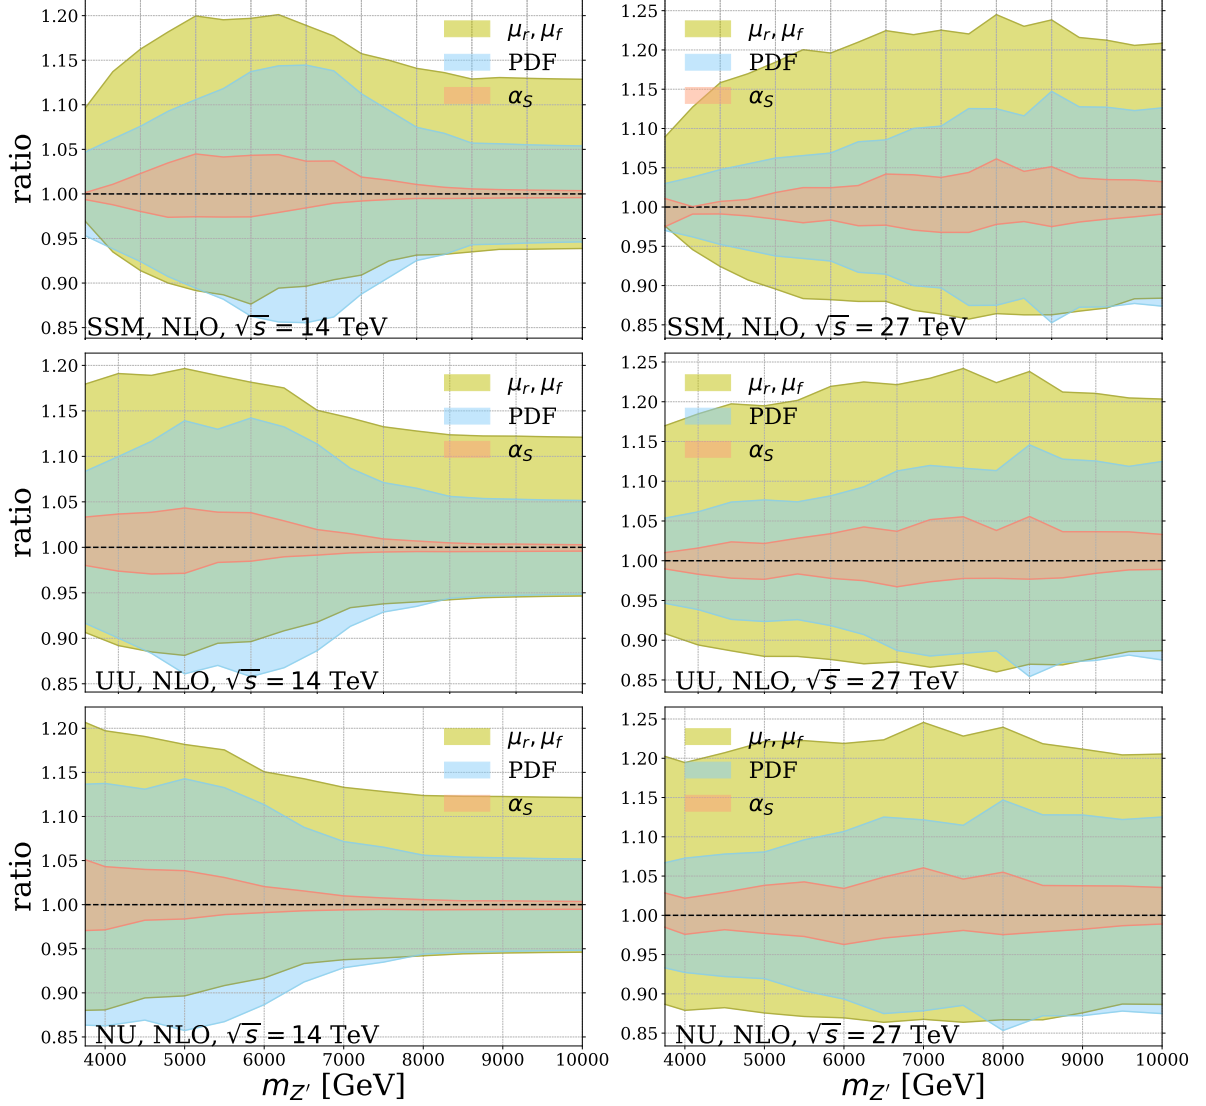 1.20
1.15
1.10
1.05
1.00
0.95
0.90
0.85
ratio
μr, μf
PDF
αS
SSM, NLO, √s = 14 TeV
1.25
1.20
1.15
1.10
1.05
1.00
0.95
0.90
0.85
μr, μf
PDF
αS
SSM, NLO, √s = 27 TeV
1.20
1.15
1.10
1.05
1.00
0.95
0.90
0.85
ratio
μr, μf
PDF
αS
UU, NLO, √s = 14 TeV
1.25
1.20
1.15
1.10
1.05
1.00
0.95
0.90
0.85
μr, μf
PDF
αS
UU, NLO, √s = 27 TeV
1.20
1.15
1.10
1.05
1.00
0.95
0.90
0.85
ratio
μr, μf
PDF
αS
NU, NLO, √s = 14 TeV
4000 5000 6000 7000 8000 9000 10000
mZ′ [GeV]
1.25
1.20
1.15
1.10
1.05
1.00
0.95
0.90
0.85
μr, μf
PDF
αS
NU, NLO, √s = 27 TeV
4000 5000 6000 7000 8000 9000 10000
mZ′ [GeV]